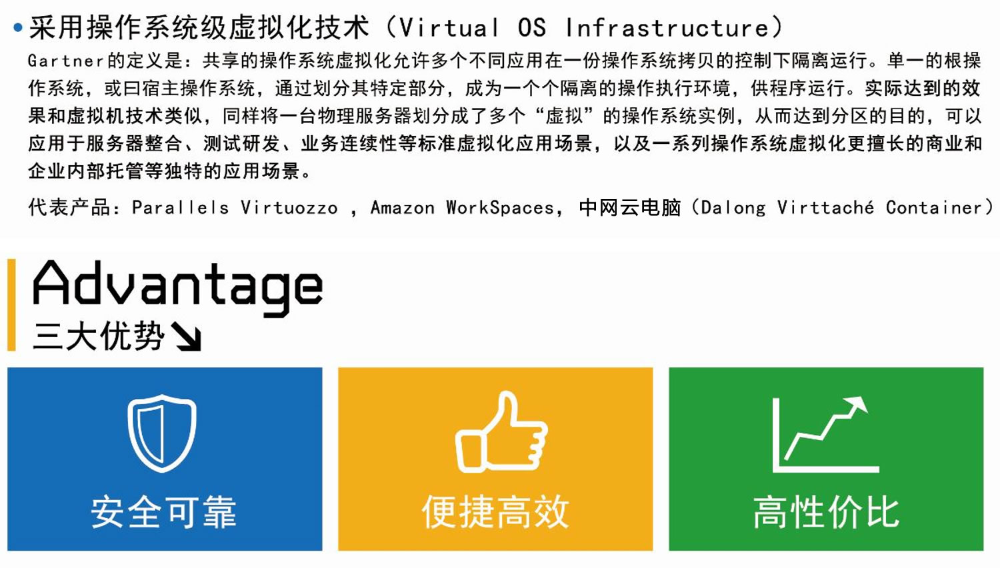 •采用操作系统级虚拟化技术（Virtual OS Infrastructure）
Gartner的定义是：共享的操作系统虚拟化允许多个不同应用在一份操作系统拷贝的控制下隔离运行。单一的根操
作系统，或曰宿主操作系统，通过划分其特定部分，成为一个个隔离的操作执行环境，供程序运行。实际达到的效
果和虚拟机技术类似，同样将一台物理服务器划分成了多个“虚拟”的操作系统实例，从而达到分区的目的，可以
应用于服务器整合、测试研发、业务连续性等标准虚拟化应用场景，以及一系列操作系统虚拟化更擅长的商业和
企业内部托管等独特的应用场景。
代表产品：Parallels Virtuozzo ，Amazon WorkSpaces，中网云电脑（Dalong Virttaché Container）
Advantage
三大优势
安全可靠
便捷高效
高性价比